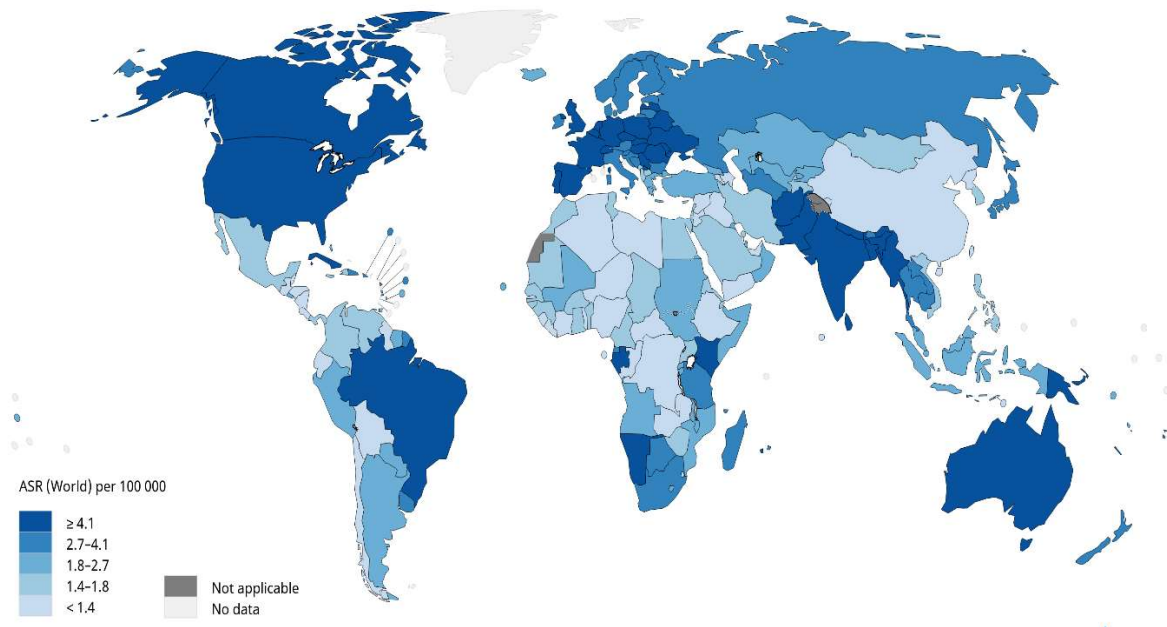 ASR (World) per 100 000
≥ 4.1
2.7–4.1
1.8–2.7
1.4–1.8
< 1.4
Not applicable
No data